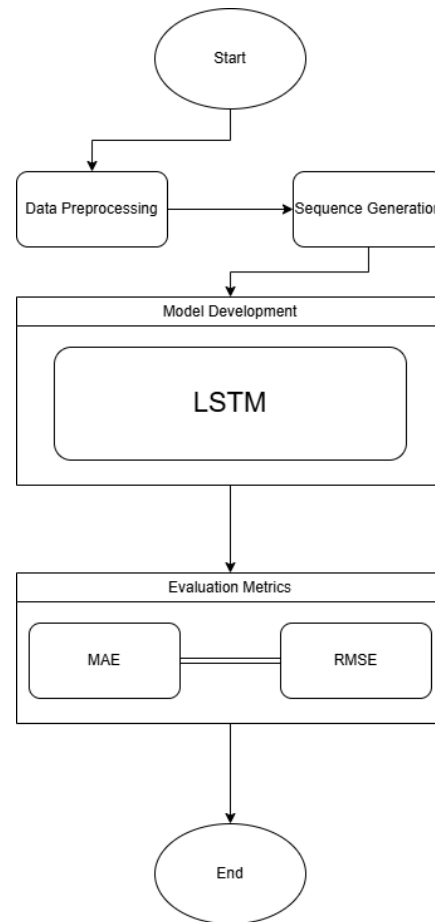 Start
Data Preprocessing
Sequence Generation
Model Development
LSTM
Evaluation Metrics
MAE
RMSE
End